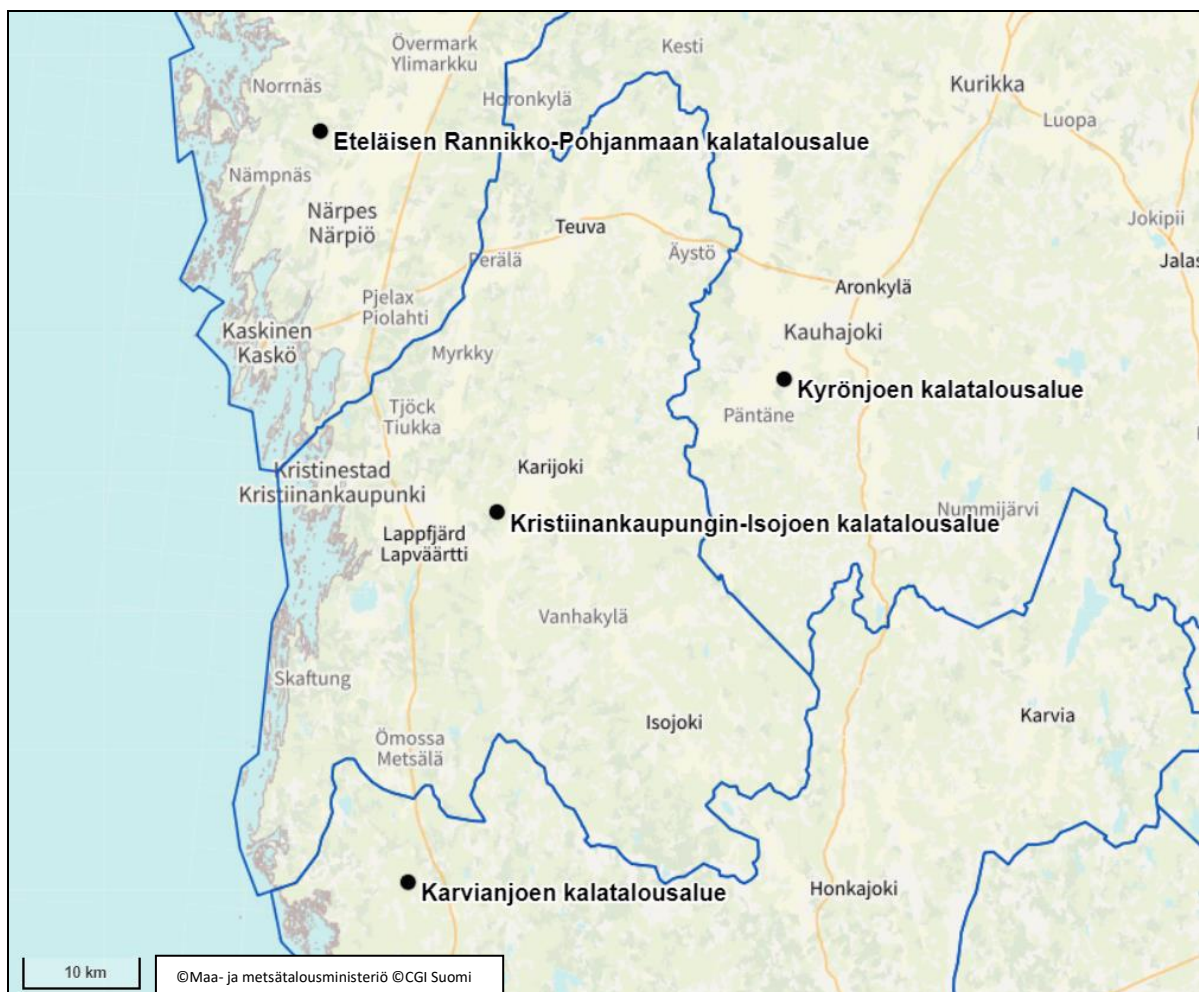 Övermark
Ylimarkku
Kesti
Norrnäs
Horonkylä
Kurikka
Luopa
Eteläisen Rannikko-Pohjanmaan kalatalousalue
Nämpnäs
Närpes
Närpiö
Teuva
Jokipii
Perälä
Äystö
Jalas
Aronkylä
Pjelax
Piolahti
Kaskinen
Kaskö
Kauhajoki
Myrkky
Kyrönjoen kalatalousalue
Tjöck
Tiukka
Päntäne
Kristinestad
Kristiinankaupunki
Karijoki
Kristiinankaupungin-Isojoen kalatalousalue
Nummijärvi
Lappfjärd
Lapväärtti
Vanhakylä
Skaftung
Isojoki
Karvia
Ömossa
Metsälä
Karvianjoen kalatalousalue
Honkajoki
10 km
©Maa- ja metsätalousministeriö ©CGI Suomi